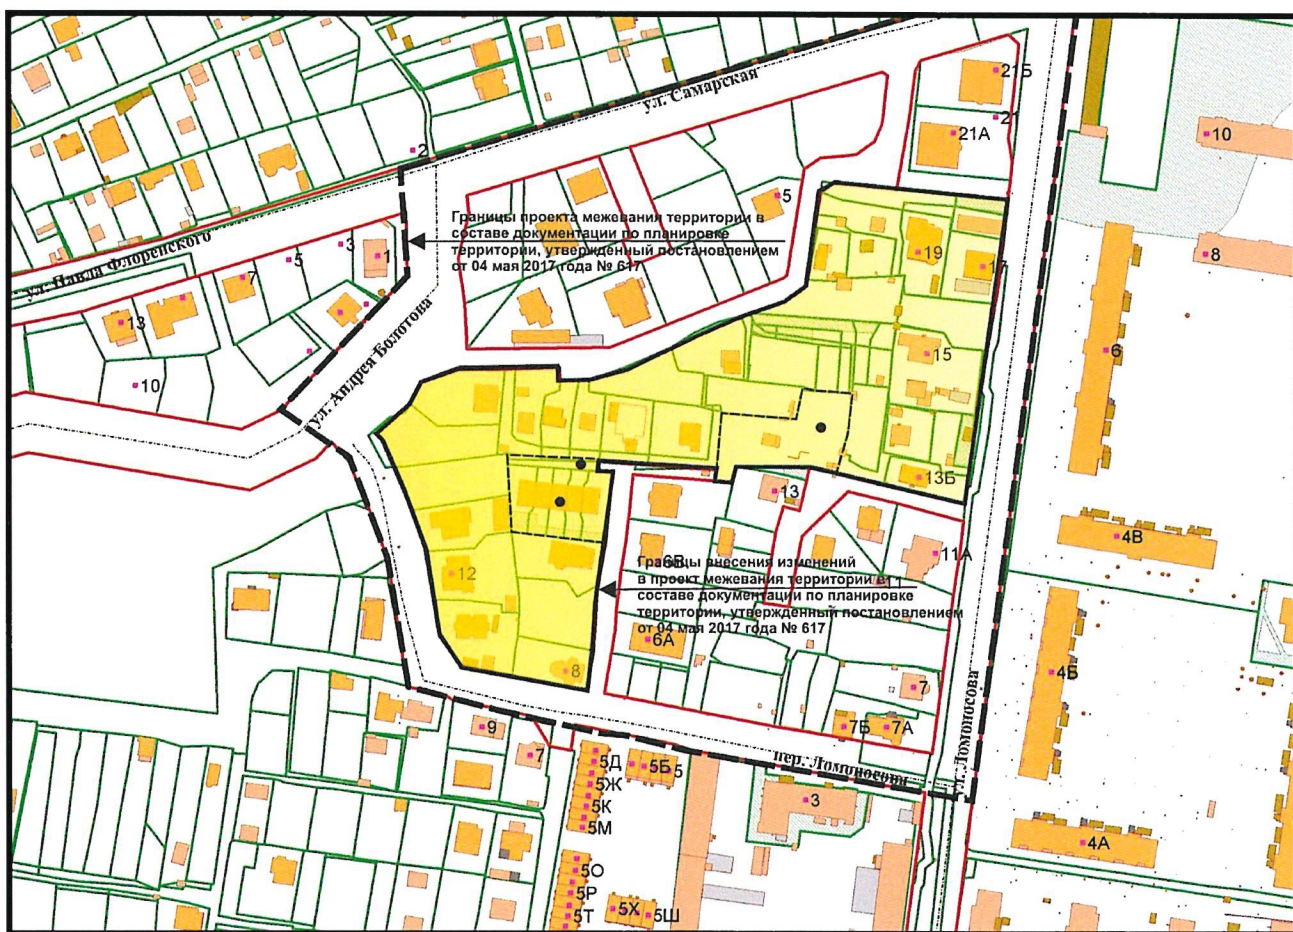 ул. Самарская
21Б
21
21А
10
2
5
Границы проекта межевания территории в
составе документации по планировке
территории, утвержденный постановлением
от 04 мая 2017 года № 617
ул. Павла Флоренского
3
5
1
7
19
17
8
13
ул. Андрея Болотова
15
6
10
13Б
13
4В
11А
6В
Границы внесения изменений
в проект межевания территории в
составе документации по планировке
территории, утвержденный постановлением
от 04 мая 2017 года № 617
11
12
6А
8
7
4Б
9
7
7Б
7А
пер. Ломоносова
ул. Ломоносова
5Д
5Б
5
5Ж
5К
5М
3
4А
5О
5Р
5Т
5Х
5Ш